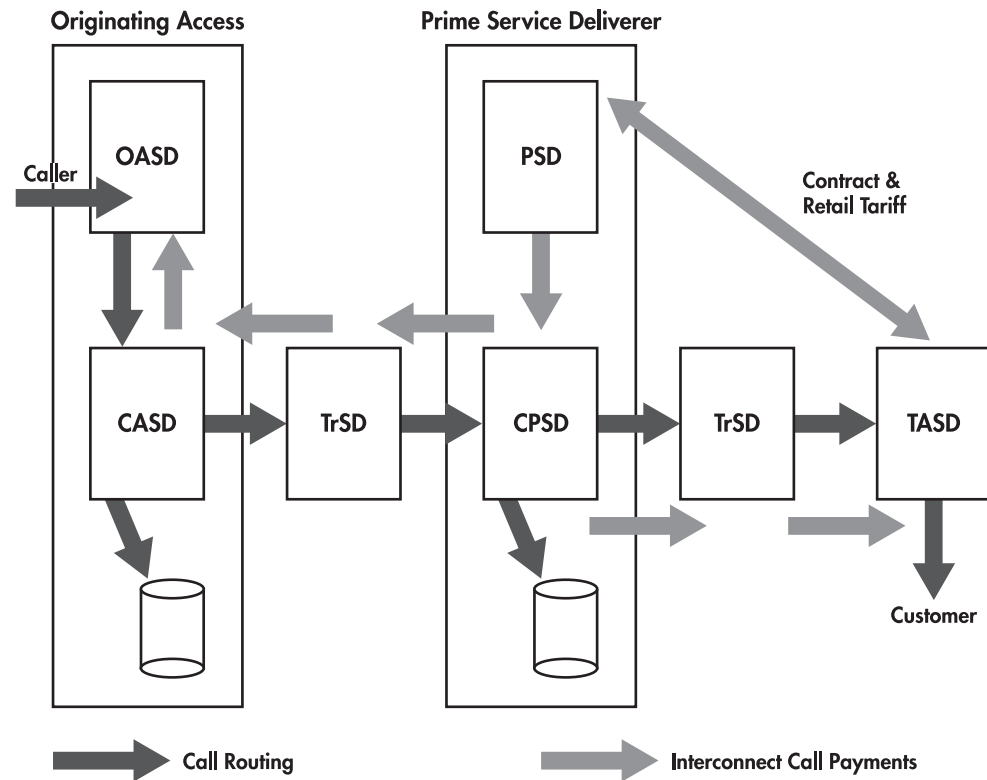 Originating Access
Prime Service Deliverer
OASD
PSD
Caller
Contract &
Retail Tariff
CASD
TrSD
CPSD
TrSD
TASD
Customer
Call Routing
Interconnect Call Payments